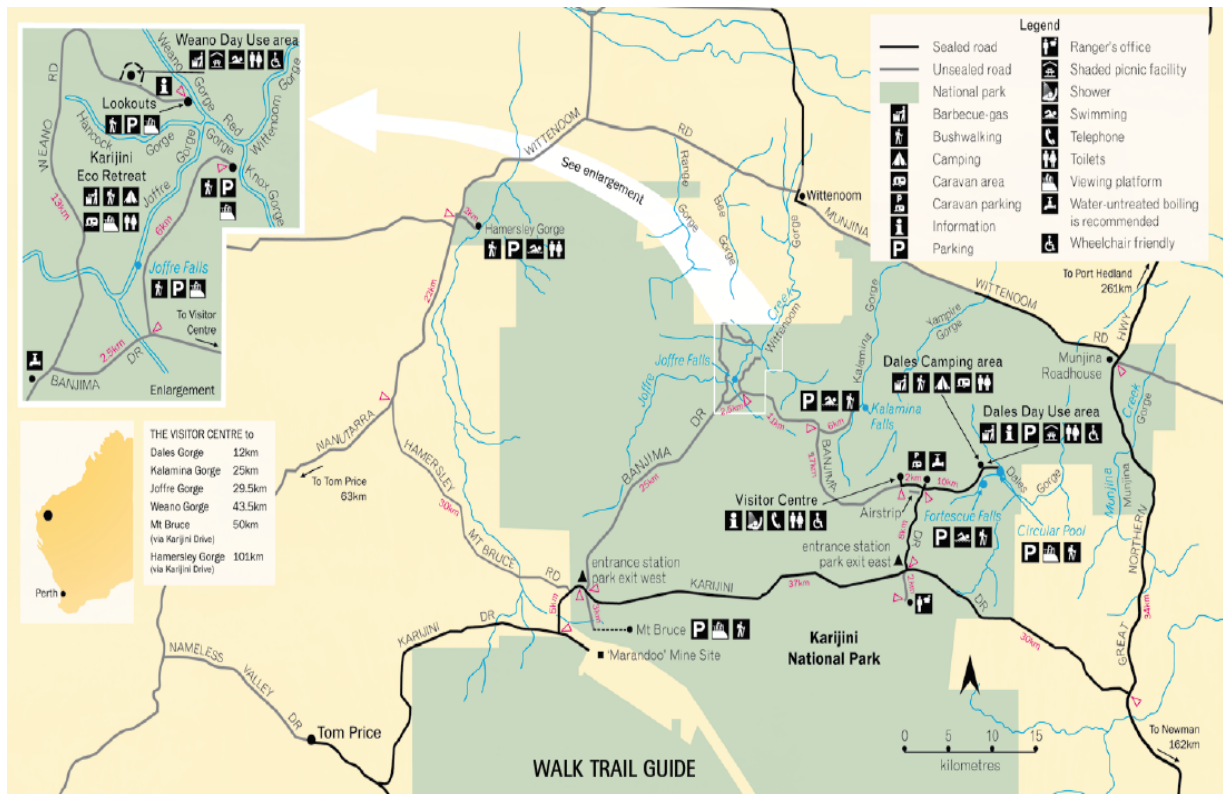 Weano Day Use area
WEANO
RD
Weano
Gorge
Lookouts
Hancock
Gorge
Gorge
Red
Gorge
Wittenoom
Karijini
Eco Retreat
Joffre
Knox Gorge
13km
6km
Joffre Falls
To Visitor
Centre
2.5km
DR
BANJIMA
Enlargement
THE VISITOR CENTRE to
Dales Gorge 12km
Kalamina Gorge 25km
Joffre Gorge 29.5km
Weano Gorge 43.5km
Mt Bruce 50km
(via Karijini Drive)
Hamersley Gorge 101km
(via Karijini Drive)
Perth
Legend
Sealed road
Unsealed road
National park
Barbecue-gas
Bushwalking
Camping
Caravan area
Caravan parking
Information
Parking
Ranger's office
Shaded picnic facility
Shower
Swimming
Telephone
Toilets
Viewing platform
Water-untreated boiling
is recommended
Wheelchair friendly
WITTENOOM
RD
See enlargement
Range
Gorge
Bee
Gorge
Gorge
Wittenoom
Creek
Wittenoom
MUNJINA
WITTENOOM
RD
To Port Hedland
261km
HWY
Munjina
Roadhouse
Hamersley Gorge
22km
NANUTARRA
To Tom Price
63km
HAMERSLEY
30km
MT BRUCE
RD
Joffre Falls
Joffre
2.5km
11km
6km
DR
BANJIMA
25km
Kalamina
Gorge
Kalamina
Falls
Vampire
Gorge
Dales Camping area
Dales Day Use area
BANJIMA
2km
10km
Dales
Gorge
Visitor Centre
Airstrip
Fortescue Falls
Circular Pool
DR
entrance station
park exit east
Creek
Gorge
Munjina
Munjina
NORTHERN
34km
GREAT
entrance station
park exit west
KARIJINI
37km
DR
30km
Mt Bruce
'Marandoo' Mine Site
KARIJINI
DR
Karijini
National Park
NAMELESS
VALLEY
DR
Tom Price
0 5 10 15
kilometres
To Newman
162km
WALK TRAIL GUIDE